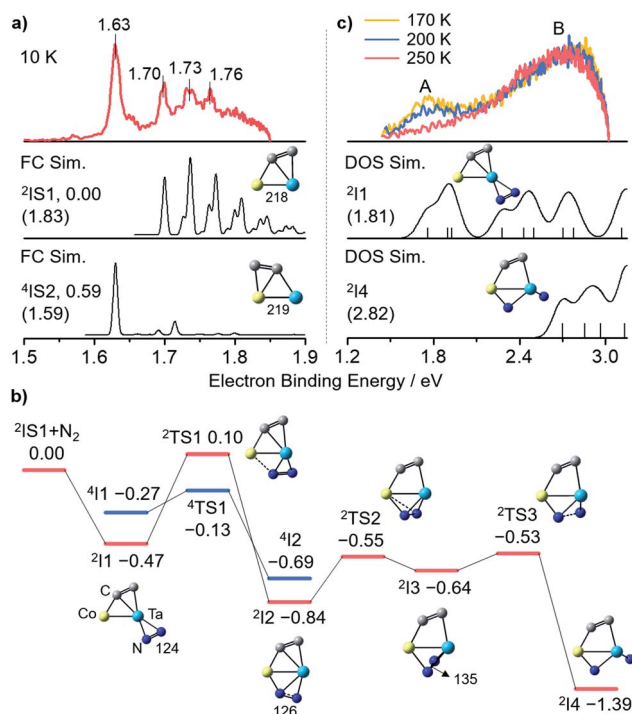 a)
10 K
1.63
1.70
1.73
1.76
FC Sim.
²IS1, 0.00
(1.83)
218
FC Sim.
⁴IS2, 0.59
(1.59)
219
1.5 1.6 1.7 1.8 1.9
c)
170 K
200 K
250 K
A
B
DOS Sim.
²I1
(1.81)
DOS Sim.
²I4
(2.82)
1.2 1.8 2.4 3.0
Electron Binding Energy / eV
b)
²IS1+N₂
0.00
⁴I1 −0.27
²I1 −0.47
C
Co
Ta
N
124
²TS1 0.10
⁴TS1
−0.13
⁴I2
−0.69
²I2 −0.84
126
²TS2
−0.55
²I3 −0.64
135
²TS3
−0.53
²I4 −1.39